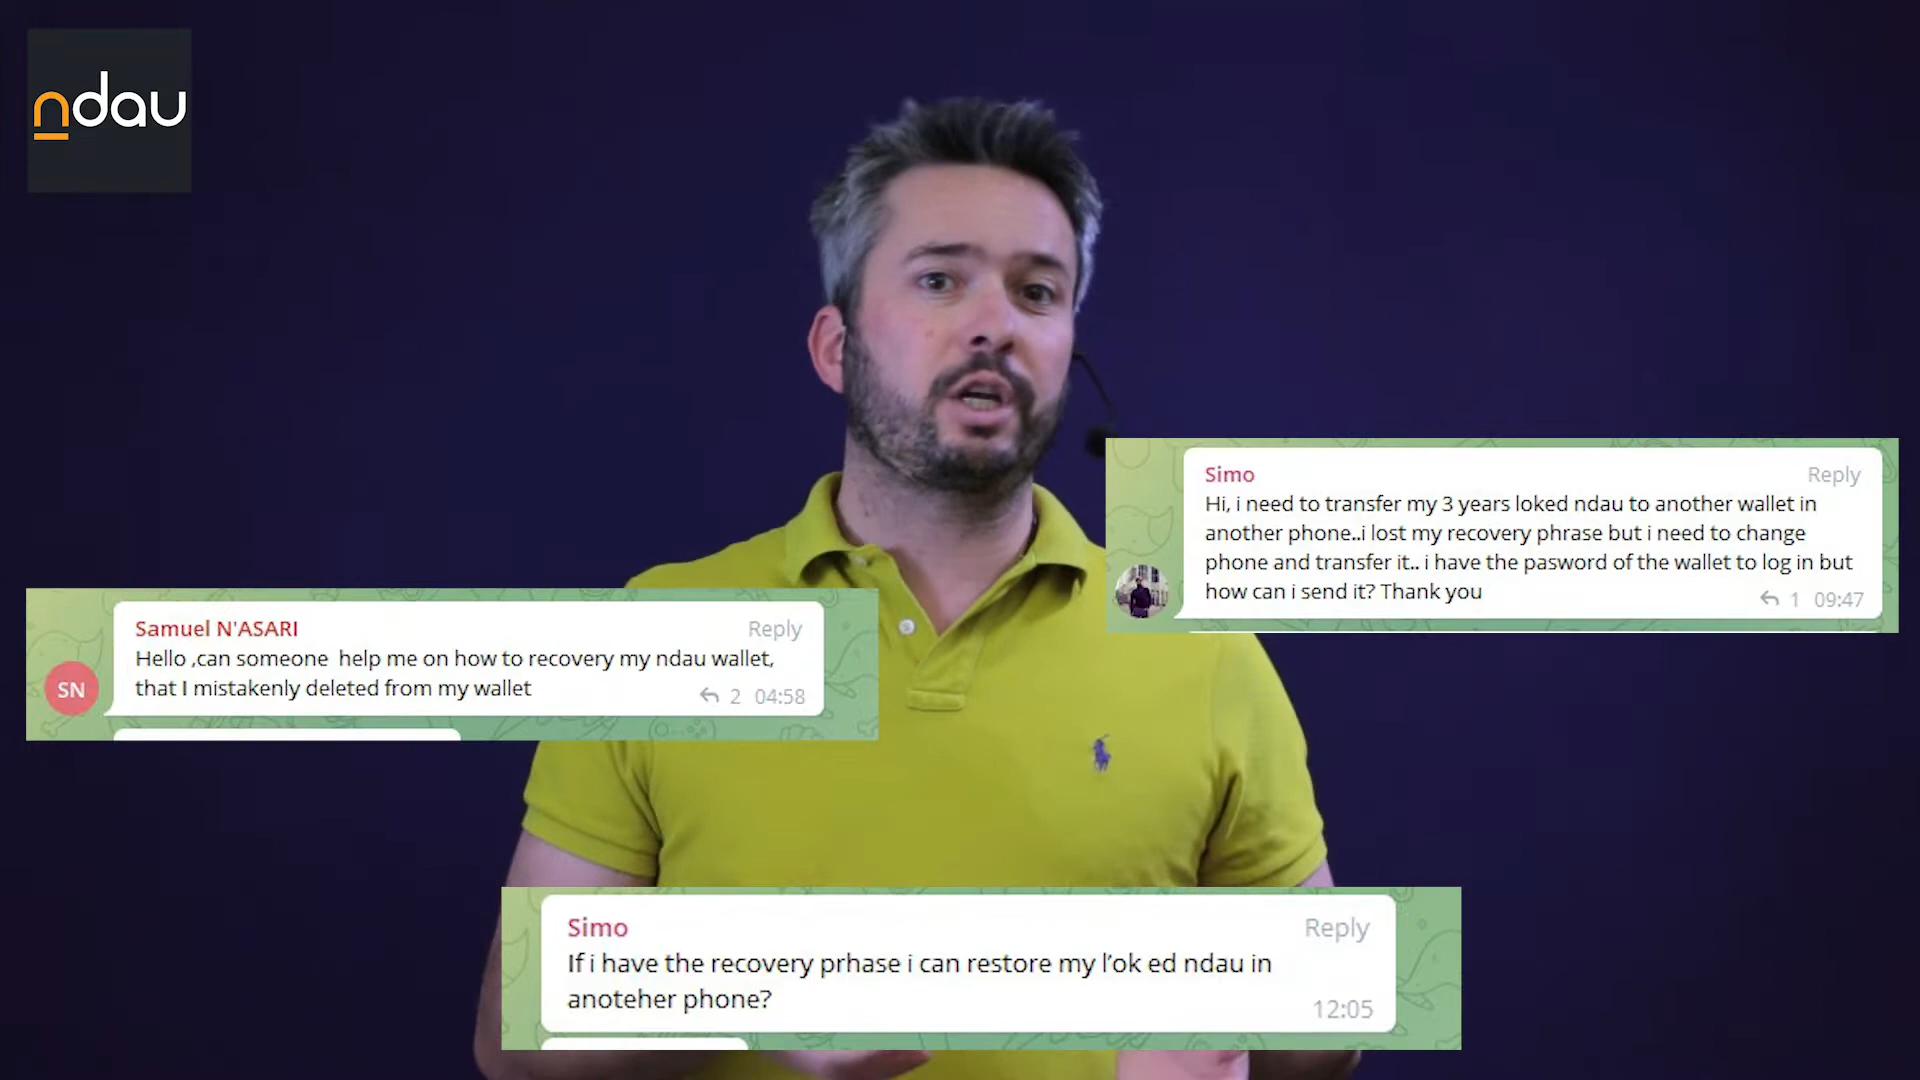 ndau
Simo Reply
Hi, i need to transfer my 3 years loked ndau to another wallet in
another phone..i lost my recovery phrase but i need to change
phone and transfer it.. i have the pasword of the wallet to log in but
how can i send it? Thank you 1 09:47
Samuel N'ASARI Reply
Hello ,can someone help me on how to recovery my ndau wallet,
SN
that I mistakenly deleted from my wallet 2 04:58
Simo Reply
If i have the recovery prhase i can restore my l'ok ed ndau in
anoteher phone? 12:05